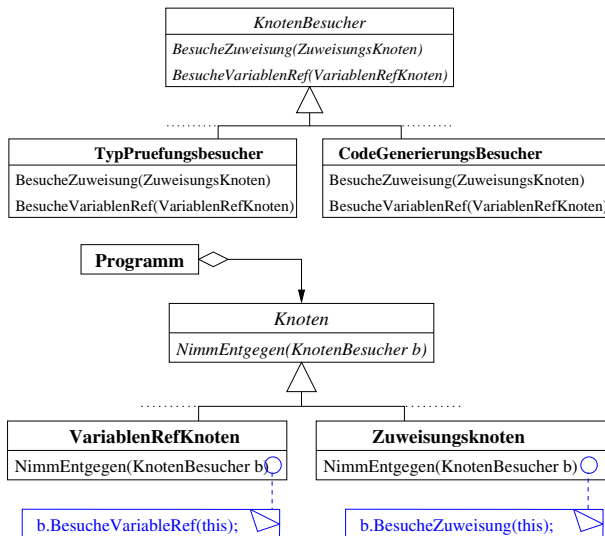 KnotenBesucher
BesucheZuweisung(ZuweisungsKnoten)
BesucheVariablenRef(VariablenRefKnoten)
TypPruefungsbesucher
BesucheZuweisung(ZuweisungsKnoten)
BesucheVariablenRef(VariablenRefKnoten)
CodeGenerierungsBesucher
BesucheZuweisung(ZuweisungsKnoten)
BesucheVariablenRef(VariablenRefKnoten)
Programm
Knoten
NimmEntgegen(KnotenBesucher b)
VariablenRefKnoten
NimmEntgegen(KnotenBesucher b)
Zuweisungsknoten
NimmEntgegen(KnotenBesucher b)
b.BesucheVariableRef(this);
b.BesucheZuweisung(this);